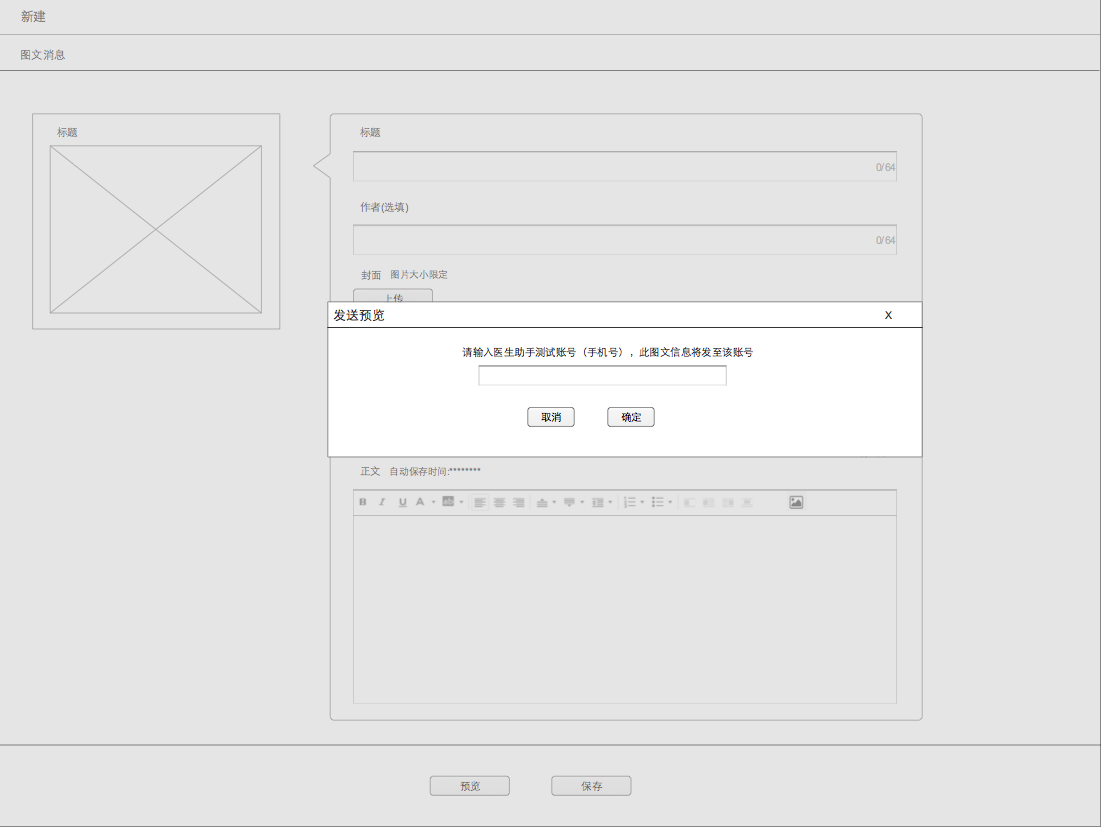 新建
图文消息
标题
标题
0/64
作者(选填)
0/64
封面 图片大小限定
上传
发送预览 X
请输入医生助手测试账号（手机号），此图文信息将发至该账号
取消 确定
正文 自动保存时间:********
B I U A
预览 保存